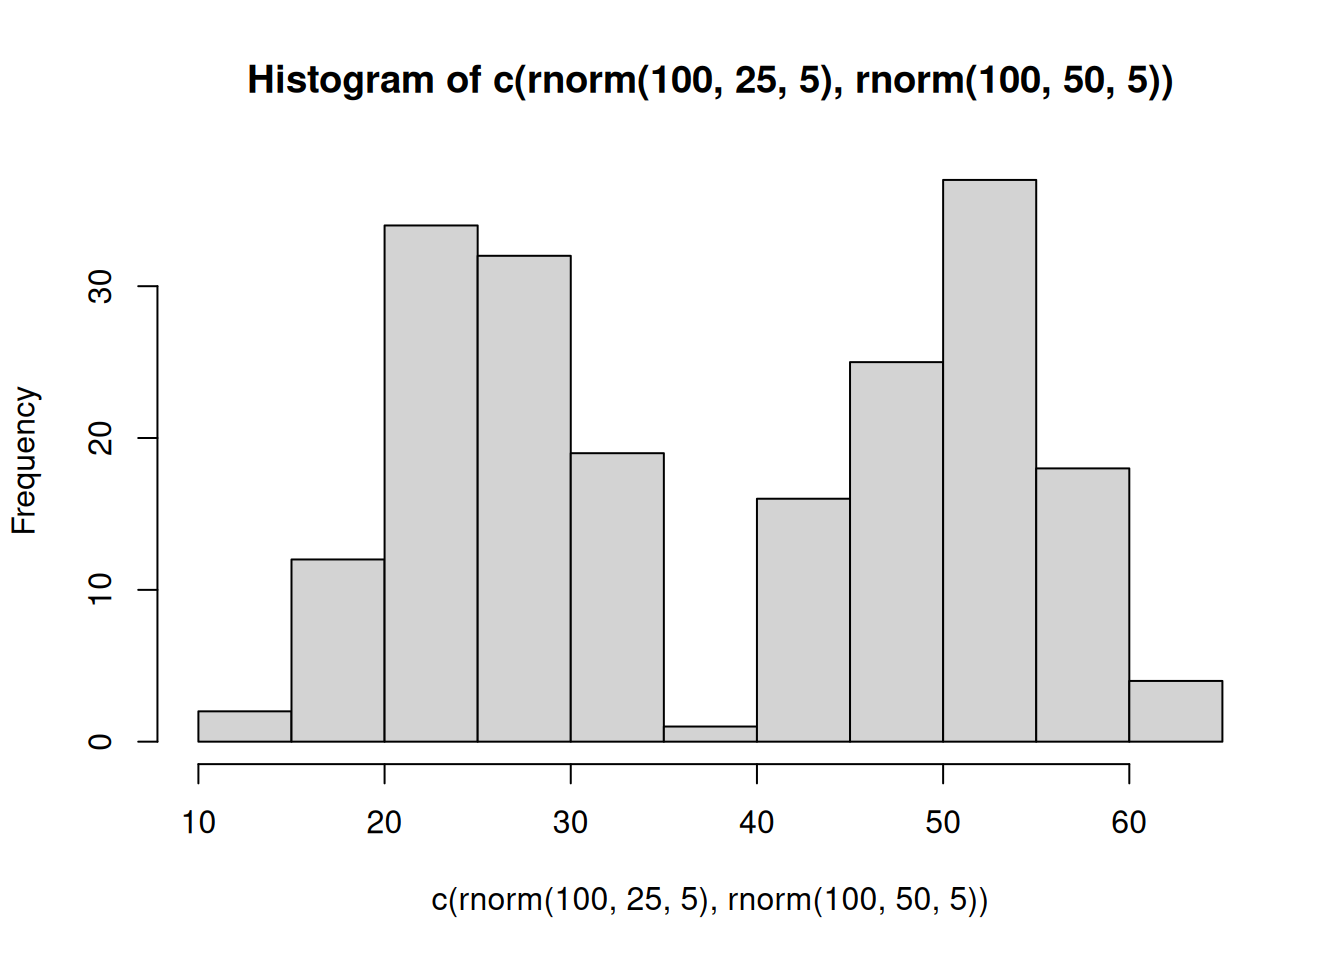 Histogram of c(rnorm(100, 25, 5), rnorm(100, 50, 5))
Frequency
30
20
10
0
10 20 30 40 50 60
c(rnorm(100, 25, 5), rnorm(100, 50, 5))